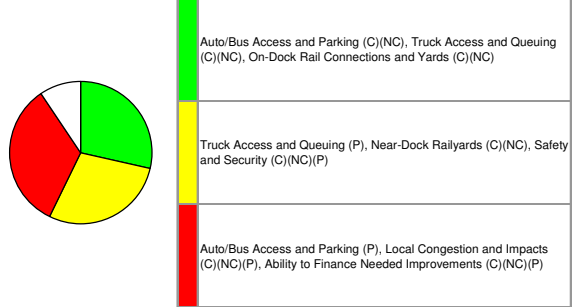 Auto/Bus Access and Parking (C)(NC), Truck Access and Queuing
(C)(NC), On-Dock Rail Connections and Yards (C)(NC)
Truck Access and Queuing (P), Near-Dock Railyards (C)(NC), Safety
and Security (C)(NC)(P)
Auto/Bus Access and Parking (P), Local Congestion and Impacts
(C)(NC)(P), Ability to Finance Needed Improvements (C)(NC)(P)